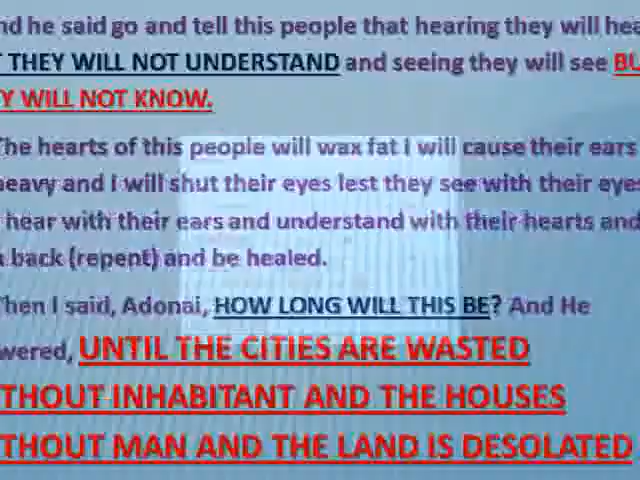 nd he said go and tell this people that hearing they will hea
T THEY WILL NOT UNDERSTAND and seeing they will see BU
Y WILL NOT KNOW.
The hearts of this people will wax fat I will cause their ears
heavy and I will shut their eyes lest they see with their eyes
hear with their ears and understand with their hearts and
back (repent) and be healed.
Then I said, Adonai, HOW LONG WILL THIS BE? And He
wered, UNTIL THE CITIES ARE WASTED
THOUT INHABITANT AND THE HOUSES
THOUT MAN AND THE LAND IS DESOLATED